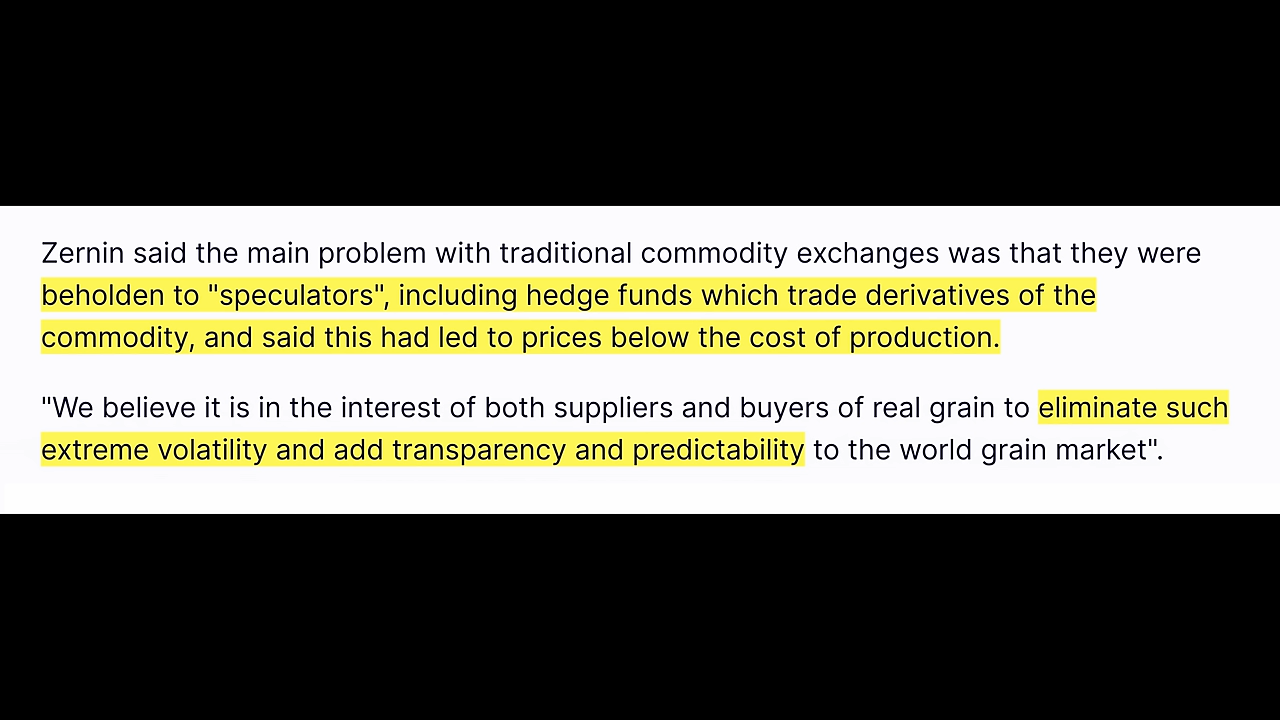 Zernin said the main problem with traditional commodity exchanges was that they were
beholden to "speculators", including hedge funds which trade derivatives of the
commodity, and said this had led to prices below the cost of production.
"We believe it is in the interest of both suppliers and buyers of real grain to eliminate such
extreme volatility and add transparency and predictability to the world grain market".